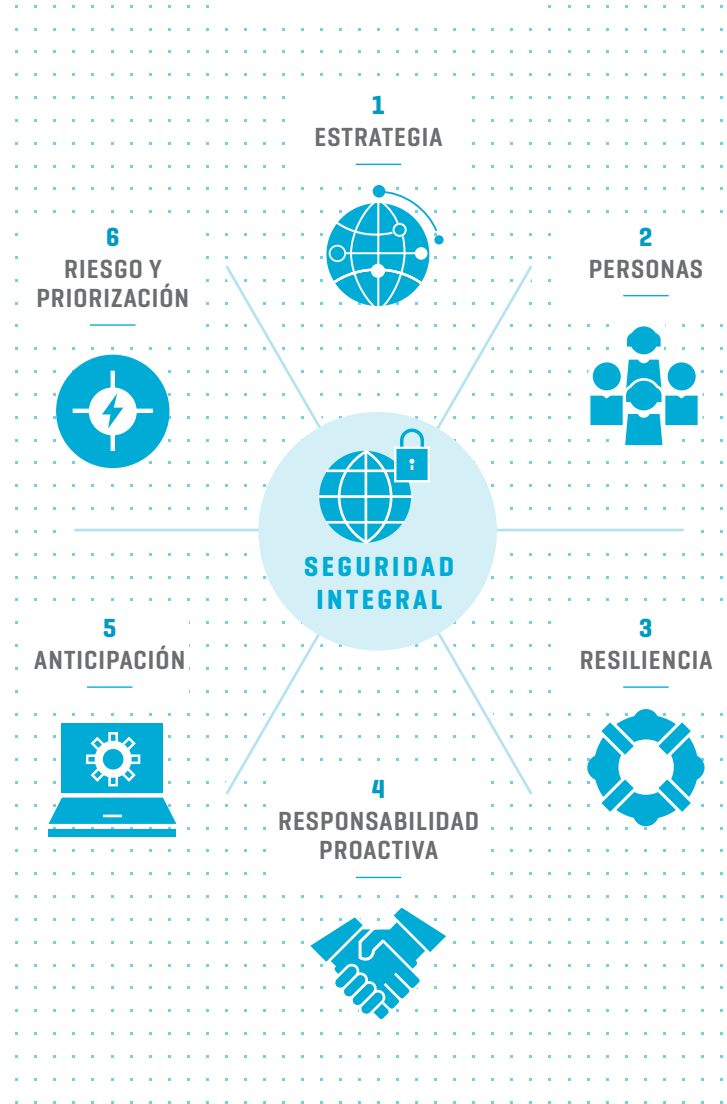 1
ESTRATEGIA
2
PERSONAS
3
RESILIENCIA
4
RESPONSABILIDAD
PROACTIVA
5
ANTICIPACIÓN
6
RIESGO Y
PRIORIZACIÓN
SEGURIDAD
INTEGRAL